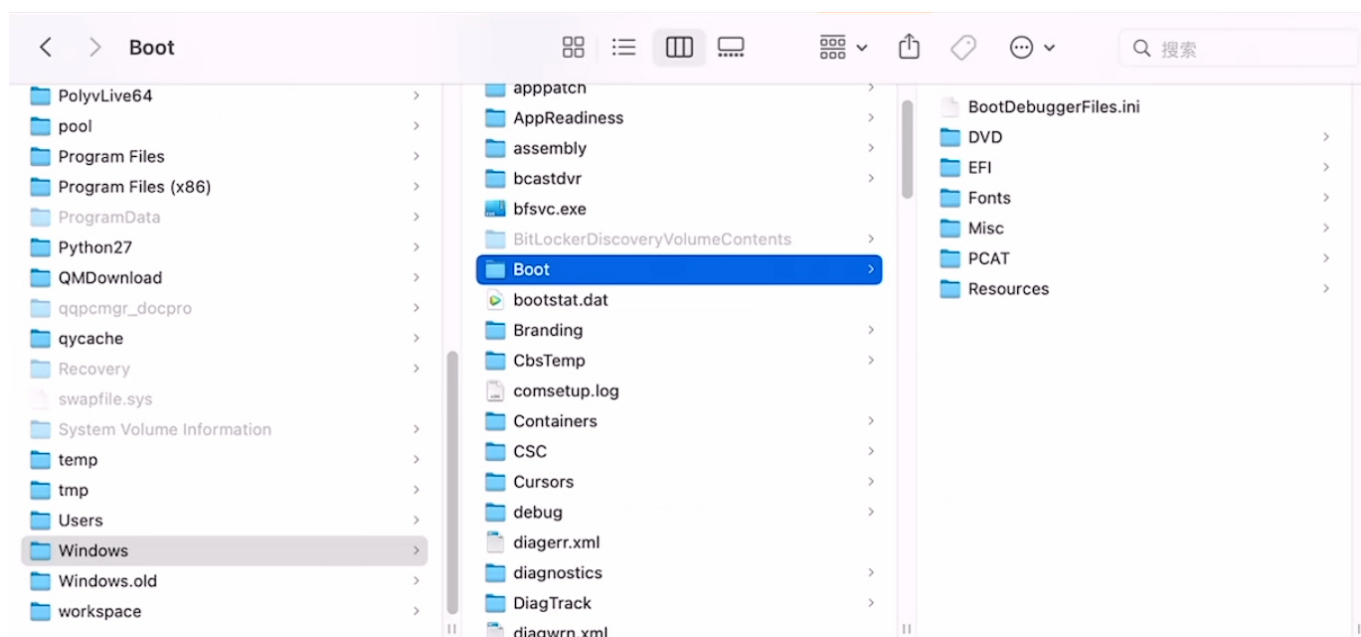 Boot
搜索
PolyvLive64
pool
Program Files
Program Files (x86)
ProgramData
Python27
QMDownload
qqpcmgr_docpro
qycache
Recovery
swapfile.sys
System Volume Information
temp
tmp
Users
Windows
Windows.old
workspace
apppatch
AppReadiness
assembly
bcastdvr
bfsvc.exe
BitLockerDiscoveryVolumeContents
Boot
bootstat.dat
Branding
CbsTemp
comsetup.log
Containers
CSC
Cursors
debug
diagerr.xml
diagnostics
DiagTrack
diagwrn.xml
BootDebuggerFiles.ini
DVD
EFI
Fonts
Misc
PCAT
Resources